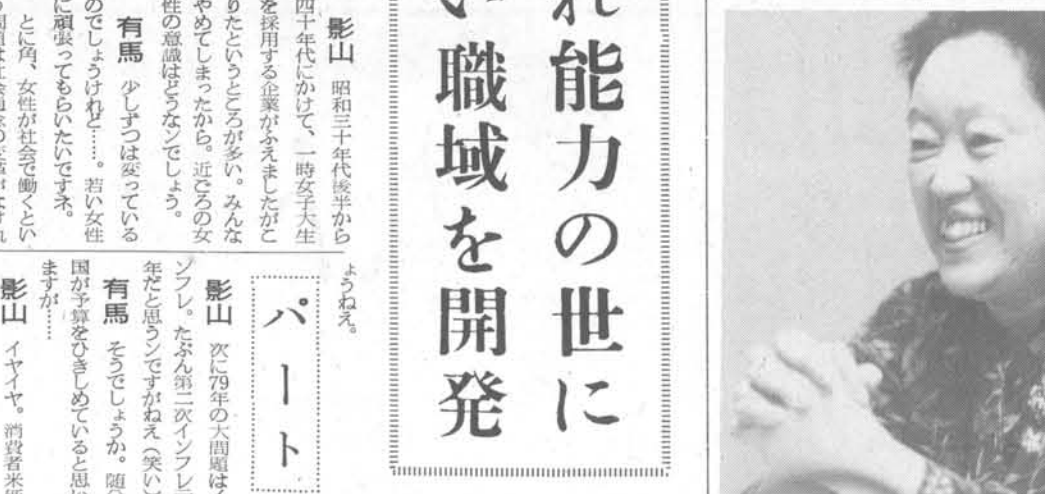 れ能力の世に
い職域を開発
影山　昭和三十年代後半から
四十年代にかけて、一時女子大生
を採用する企業がふえましたがこ
りたというところが多い。みんな
やめてしまったから。近ごろの女
性の意識はどうなンでしょう。
有馬　少しずつは変っている
のでしょうけれど……。若い女性
に頑張ってもらいたいですネ。
とに角、女性が社会で働くとい
ょうねえ。
パート
影山　次に79年の大問題は
ンフレ。たぶん第二次インフレ元
年だと思うンですがねえ（笑い）
有馬　そうでしょうか。随分
国が予算をひきしめていると思い
ますが……
影山　イヤイヤ。消費者米価